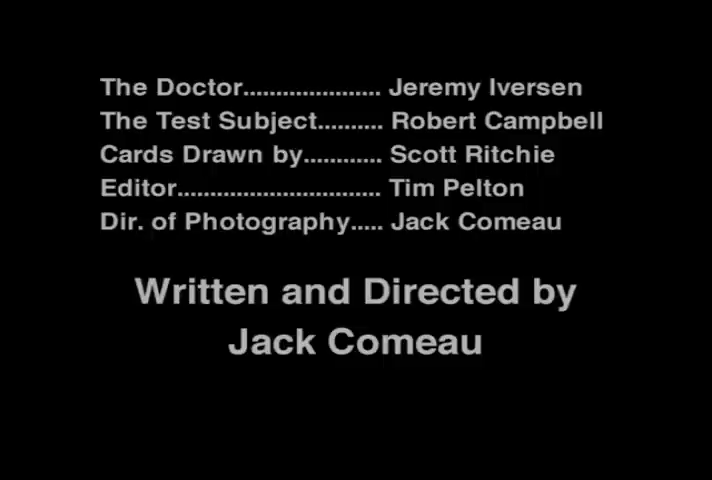 The Doctor..................... Jeremy Iversen
The Test Subject.......... Robert Campbell
Cards Drawn by............ Scott Ritchie
Editor............................... Tim Pelton
Dir. of Photography..... Jack Comeau
Written and Directed by
Jack Comeau